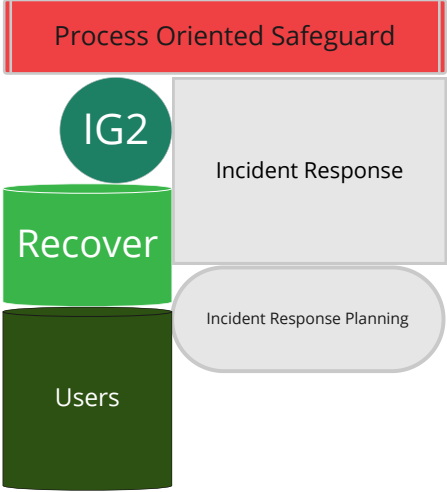 Process Oriented Safeguard
IG2
Incident Response
Recover
Incident Response Planning
Users